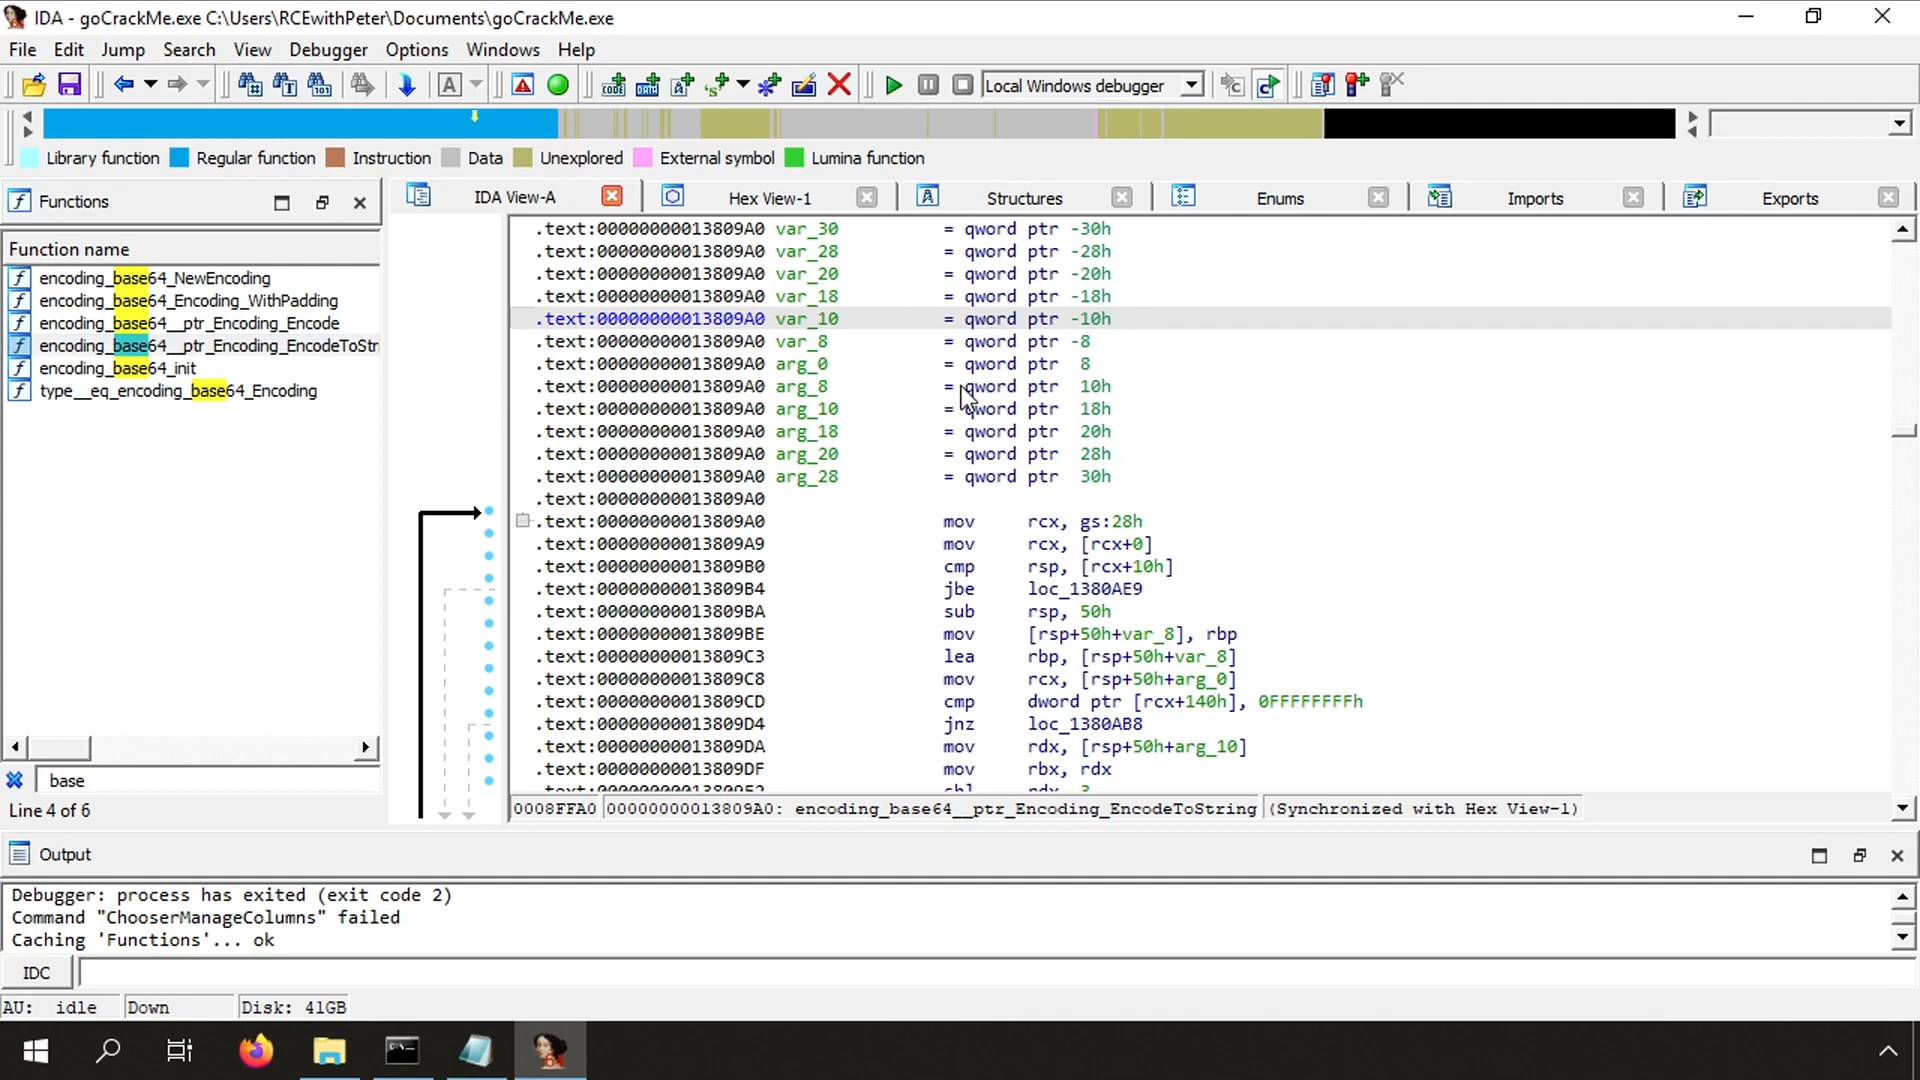 IDA - goCrackMe.exe C:\Users\RCEwithPeter\Documents\goCrackMe.exe
File Edit Jump Search View Debugger Options Windows Help
Local Windows debugger
Library function Regular function Instruction Data Unexplored External symbol Lumina function
Functions
IDA View-A Hex View-1 Structures Enums Imports Exports
Function name
encoding_base64_NewEncoding
encoding_base64_Encoding_WithPadding
encoding_base64__ptr_Encoding_Encode
encoding_base64__ptr_Encoding_EncodeToStr
encoding_base64_init
type__eq_encoding_base64_Encoding
base
Line 4 of 6
.text:00000000013809A0 var_30 = qword ptr -30h
.text:00000000013809A0 var_28 = qword ptr -28h
.text:00000000013809A0 var_20 = qword ptr -20h
.text:00000000013809A0 var_18 = qword ptr -18h
.text:00000000013809A0 var_10 = qword ptr -10h
.text:00000000013809A0 var_8 = qword ptr -8
.text:00000000013809A0 arg_0 = qword ptr 8
.text:00000000013809A0 arg_8 = qword ptr 10h
.text:00000000013809A0 arg_10 = qword ptr 18h
.text:00000000013809A0 arg_18 = qword ptr 20h
.text:00000000013809A0 arg_20 = qword ptr 28h
.text:00000000013809A0 arg_28 = qword ptr 30h
.text:00000000013809A0
.text:00000000013809A0 mov rcx, gs:28h
.text:00000000013809A9 mov rcx, [rcx+0]
.text:00000000013809B0 cmp rsp, [rcx+10h]
.text:00000000013809B4 jbe loc_1380AE9
.text:00000000013809BA sub rsp, 50h
.text:00000000013809BE mov [rsp+50h+var_8], rbp
.text:00000000013809C3 lea rbp, [rsp+50h+var_8]
.text:00000000013809C8 mov rcx, [rsp+50h+arg_0]
.text:00000000013809CD cmp dword ptr [rcx+140h], 0FFFFFFFFh
.text:00000000013809D4 jnz loc_1380AB8
.text:00000000013809DA mov rdx, [rsp+50h+arg_10]
.text:00000000013809DF mov rbx, rdx
.text:00000000013809E2 shl rdx, 3
0008FFA0 00000000013809A0: encoding_base64__ptr_Encoding_EncodeToString (Synchronized with Hex View-1)
Output
Debugger: process has exited (exit code 2)
Command "ChooserManageColumns" failed
Caching 'Functions'... ok
IDC
AU: idle Down Disk: 41GB